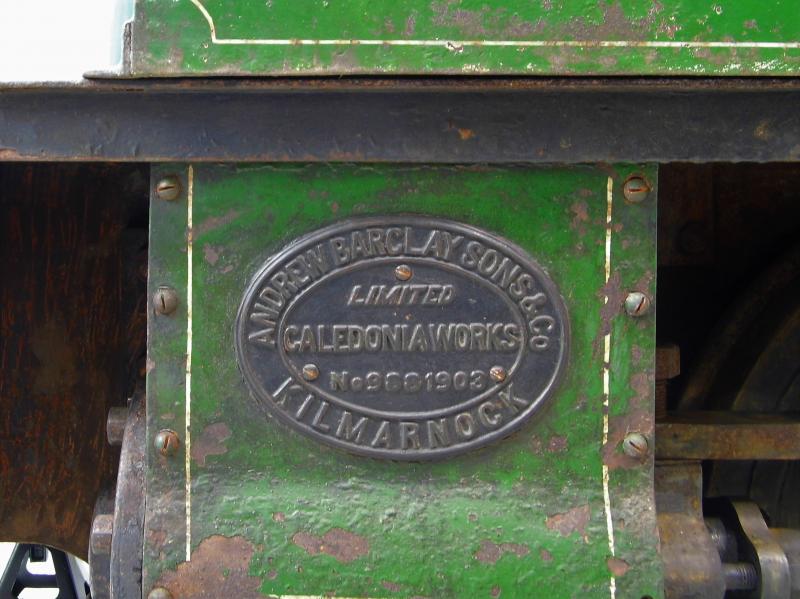 ANDREW BARCLAY SONS & Co
LIMITED
CALEDONIA WORKS
No 988 1903
KILMARNOCK